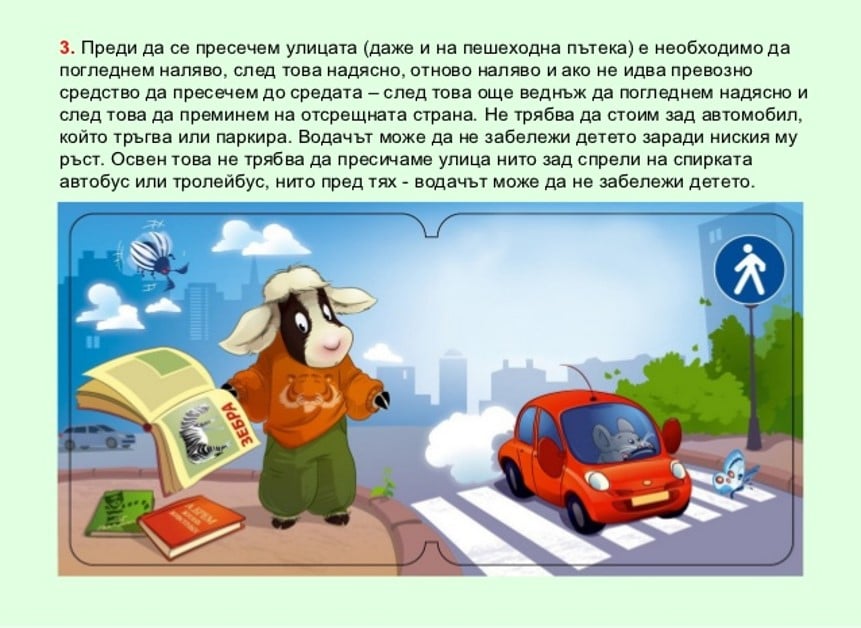 3. Преди да се пресечем улицата (даже и на пешеходна пътека) е необходимо да
погледнем наляво, след това надясно, отново наляво и ако не идва превозно
средство да пресечем до средата – след това още веднъж да погледнем надясно и
след това да преминем на отсрещната страна. Не трябва да стоим зад автомобил,
който тръгва или паркира. Водачът може да не забележи детето заради ниския му
ръст. Освен това не трябва да пресичаме улица нито зад спрели на спирката
автобус или тролейбус, нито пред тях - водачът може да не забележи детето.
ЗЕБРА